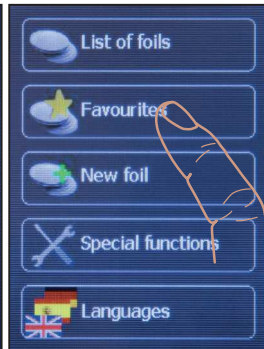 List of foils
Favourites
New foil
Special functions
Languages